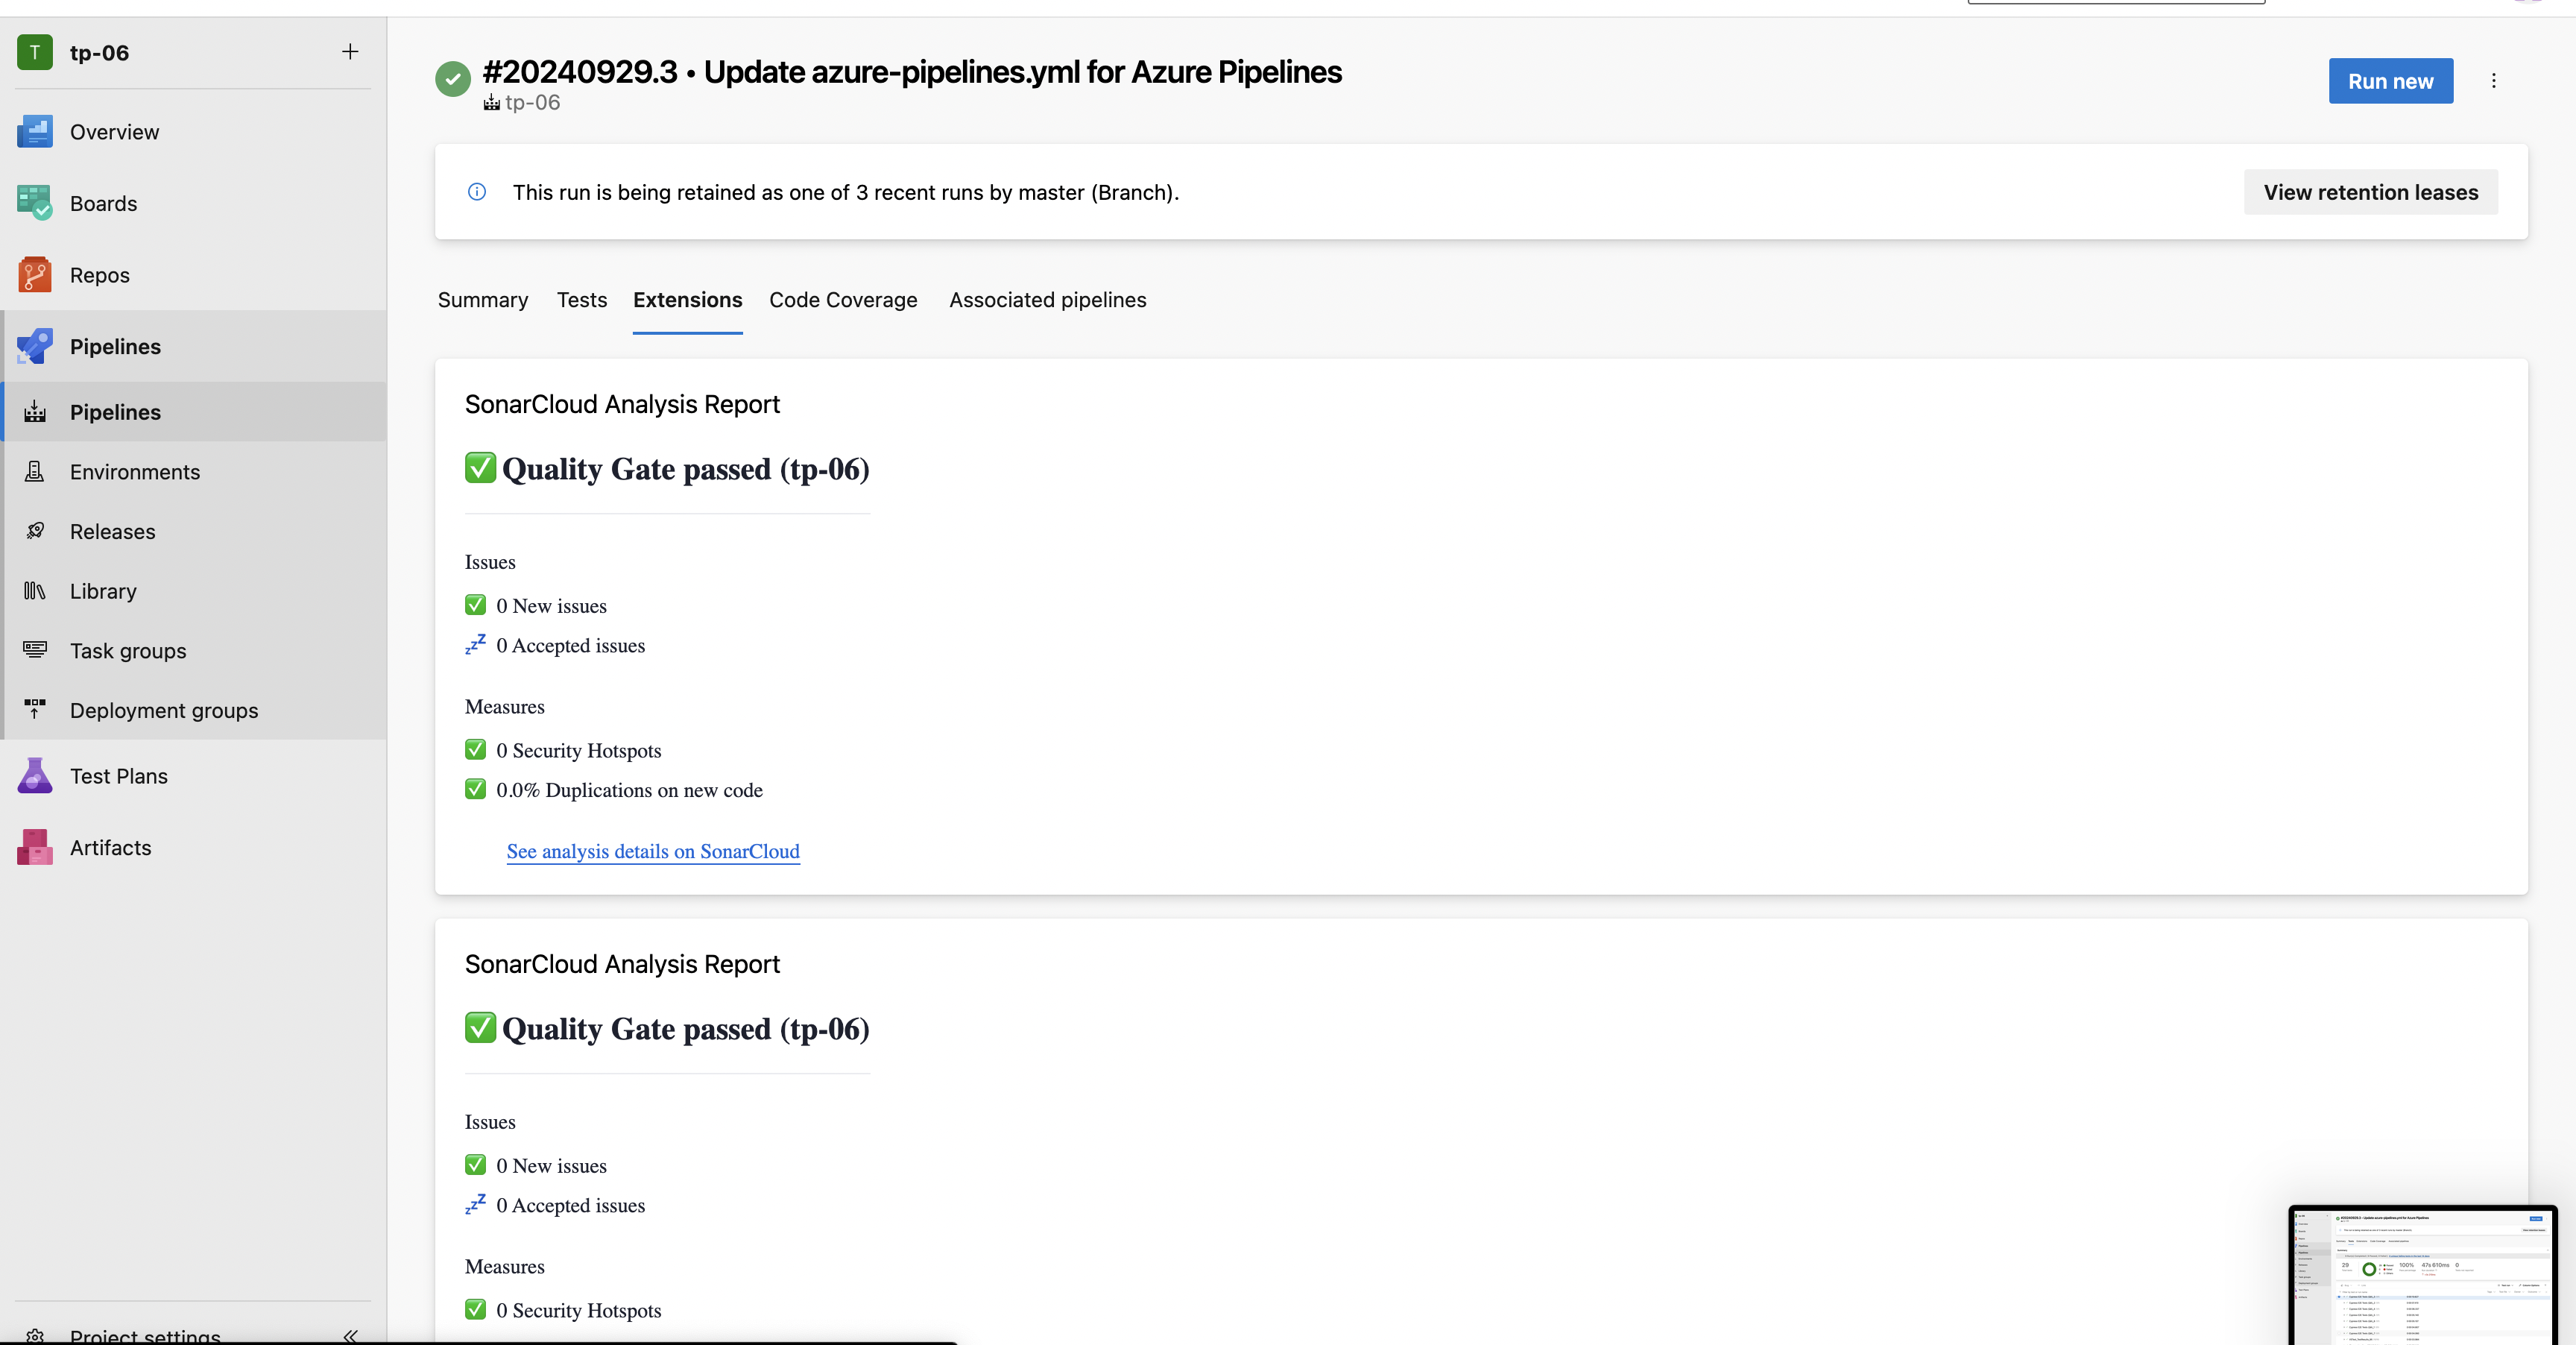 T tp-06
Overview
Boards
Repos
Pipelines
Pipelines
Environments
Releases
Library
Task groups
Deployment groups
Test Plans
Artifacts
Project settings
#20240929.3 • Update azure-pipelines.yml for Azure Pipelines
tp-06
Run new
This run is being retained as one of 3 recent runs by master (Branch).
View retention leases
Summary Tests Extensions Code Coverage Associated pipelines
SonarCloud Analysis Report
Quality Gate passed (tp-06)
Issues
0 New issues
0 Accepted issues
Measures
0 Security Hotspots
0.0% Duplications on new code
See analysis details on SonarCloud
SonarCloud Analysis Report
Quality Gate passed (tp-06)
Issues
0 New issues
0 Accepted issues
Measures
0 Security Hotspots
29
100%
47s 610ms
0